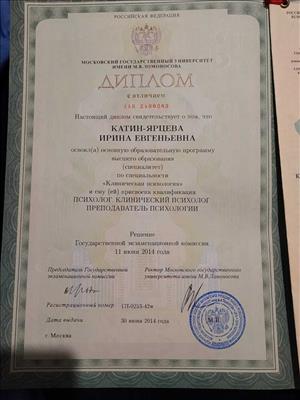 РОССИЙСКАЯ ФЕДЕРАЦИЯ
МОСКОВСКИЙ ГОСУДАРСТВЕННЫЙ УНИВЕРСИТЕТ
ИМЕНИ М.В. ЛОМОНОСОВА
ДИПЛОМ
с отличием
Настоящий диплом свидетельствует о том, что
КАТИН-ЯРЦЕВА
ИРИНА ЕВГЕНЬЕВНА
освоил(а) основную образовательную программу
высшего образования
(специалитет)
по специальности
«Клиническая психология»
и ему (ей) присвоена квалификация
ПСИХОЛОГ. КЛИНИЧЕСКИЙ ПСИХОЛОГ
ПРЕПОДАВАТЕЛЬ ПСИХОЛОГИИ
Решение
Государственной экзаменационной комиссии
11 июня 2014 года
Председатель Государственной
экзаменационной комиссии
Ректор Московского государственного
университета имени М.В.Ломоносова
Регистрационный номер
Дата выдачи 30 июня 2014 года
г. Москва
М.П.